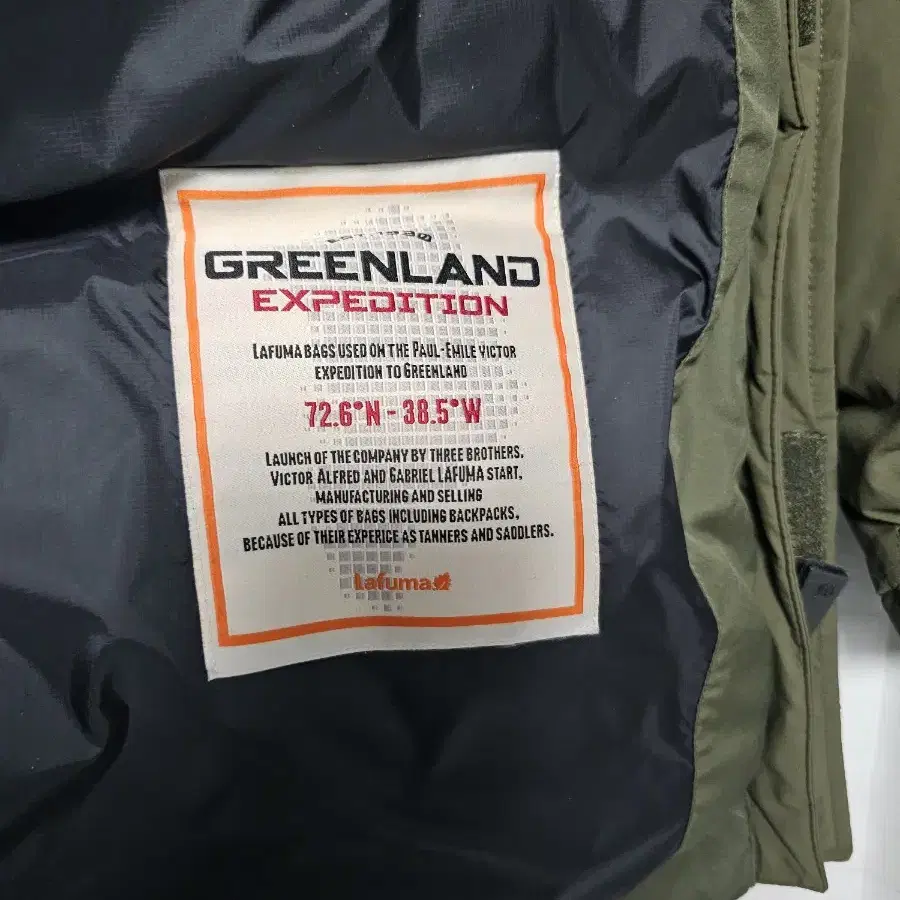 GREENLAND
EXPEDITION
LAFUMA BAGS USED ON THE PAUL-EMILE VICTOR
EXPEDITION TO GREENLAND
72.6°N - 38.5°W
LAUNCH OF THE COMPANY BY THREE BROTHERS.
VICTOR ALFRED AND GABRIEL LAFUMA START,
MANUFACTURING AND SELLING
ALL TYPES OF BAGS INCLUDING BACKPACKS.
BECAUSE OF THEIR EXPERICE AS TANNERS AND SADDLERS.
Lafuma